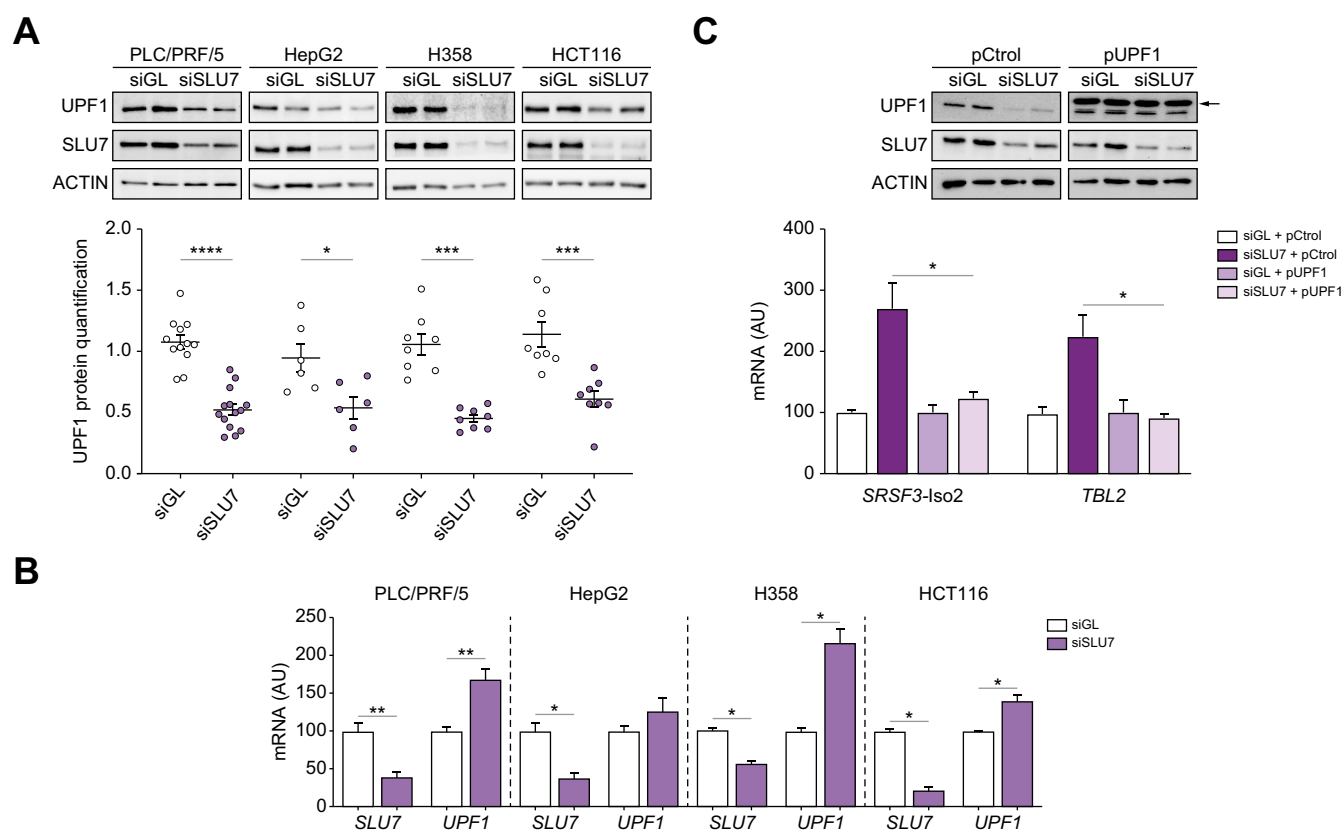 A
PLC/PRF/5 HepG2 H358 HCT116
siGL siSLU7 siGL siSLU7 siGL siSLU7 siGL siSLU7
UPF1
SLU7
ACTIN
UPF1 protein quantification
2.0
1.5
1.0
0.5
0.0
**** * *** ***
siGL siSLU7 siGL siSLU7 siGL siSLU7 siGL siSLU7
C
pCtrol pUPF1
siGL siSLU7 siGL siSLU7
UPF1
SLU7
ACTIN
mRNA (AU)
400
300
200
100
0
* *
SRSF3-Iso2 TBL2
siGL + pCtrol
siSLU7 + pCtrol
siGL + pUPF1
siSLU7 + pUPF1
B
PLC/PRF/5 HepG2 H358 HCT116
mRNA (AU)
250
200
150
100
50
0
** ** * * * * *
SLU7 UPF1 SLU7 UPF1 SLU7 UPF1 SLU7 UPF1
siGL
siSLU7